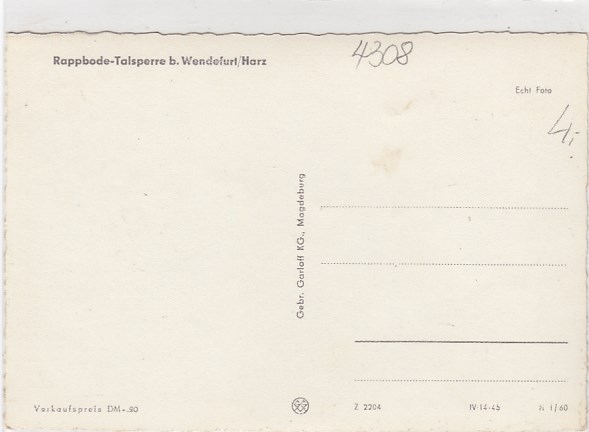 Rappbode-Talsperre b. Wendefurt/Harz
4308
Echt Foto
4,-
Gebr. Garloff KG., Magdeburg
Verkaufspreis DM -,20
Z 2204
IV-14-45
N 1/60